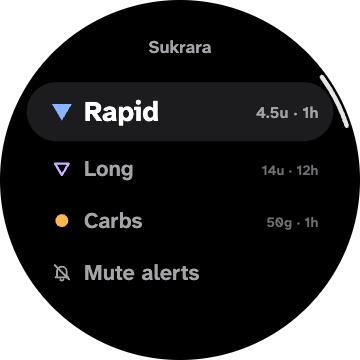 Sukrara
Rapid 4.5u · 1h
Long 14u · 12h
Carbs 50g · 1h
Mute alerts